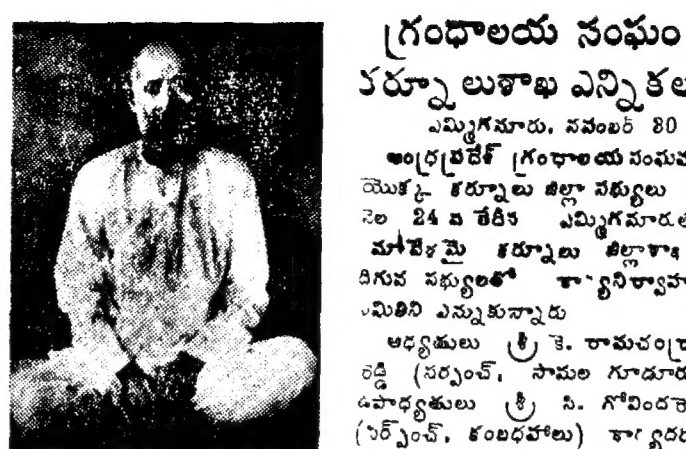 గ్రంథాలయ సంఘం
కర్నూలుశాఖ ఎన్నికల
ఎమ్మిగనూరు, నవంబర్ 30
ఆంధ్రప్రదేశ్ గ్రంథాలయ సంఘం
యొక్క కర్నూలు జిల్లా సభ్యులు
నెల 24 వ తేదీన ఎమ్మిగనూరులో
సమావేశమై కర్నూలు జిల్లాశాఖ
దిగువ సభ్యులతో కార్యనిర్వాహ
సమితిని ఎన్నుకున్నారు
అధ్యక్షులు శ్రీ కె. రామచంద్ర
రెడ్డి (సర్పంచ్, సామల గూడూరు
ఉపాధ్యక్షులు శ్రీ సి. గోవిందరె
(సర్పంచ్, కంబదహాలు) కార్యదర